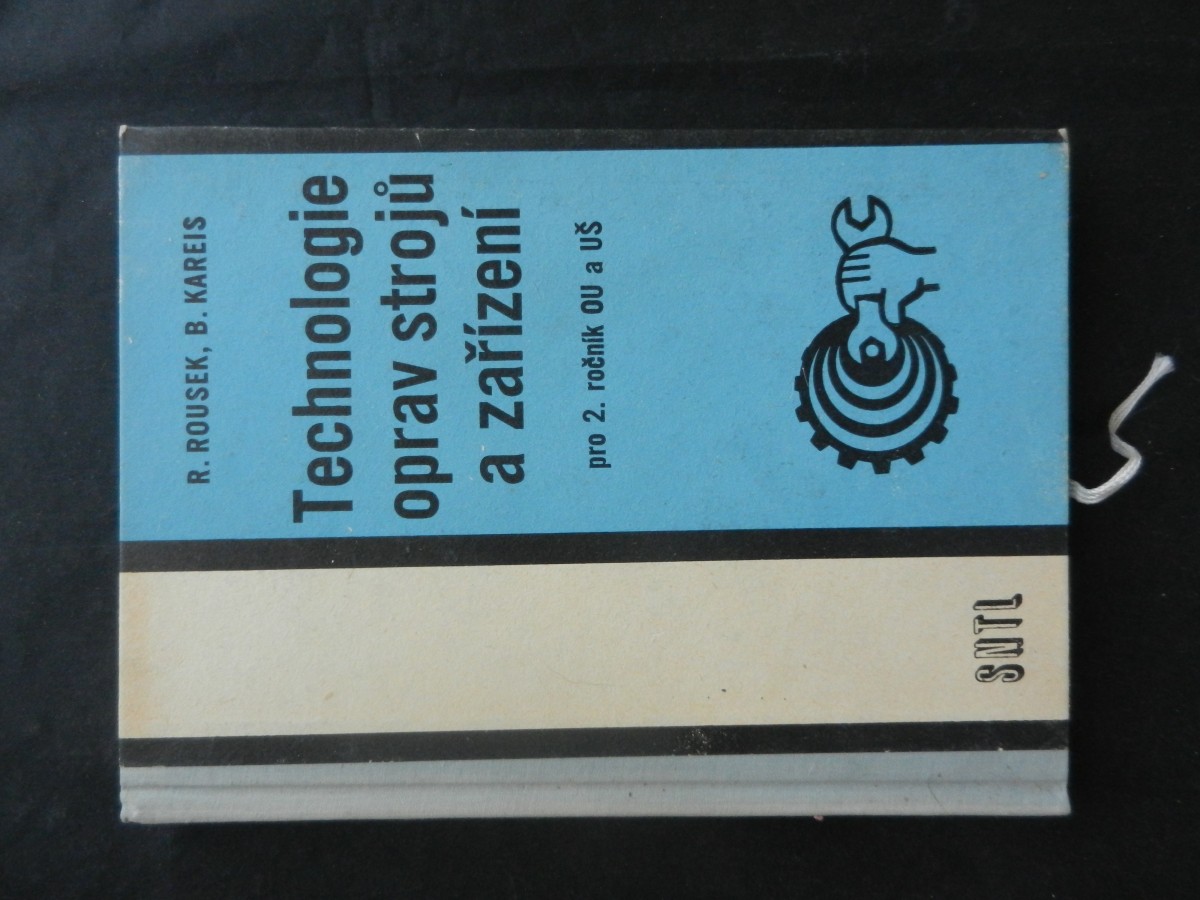 R. ROUSEK, B. KAREIS
Technologie
oprav strojů
a zařízení
pro 2. ročník OU a UŠ
SNTL